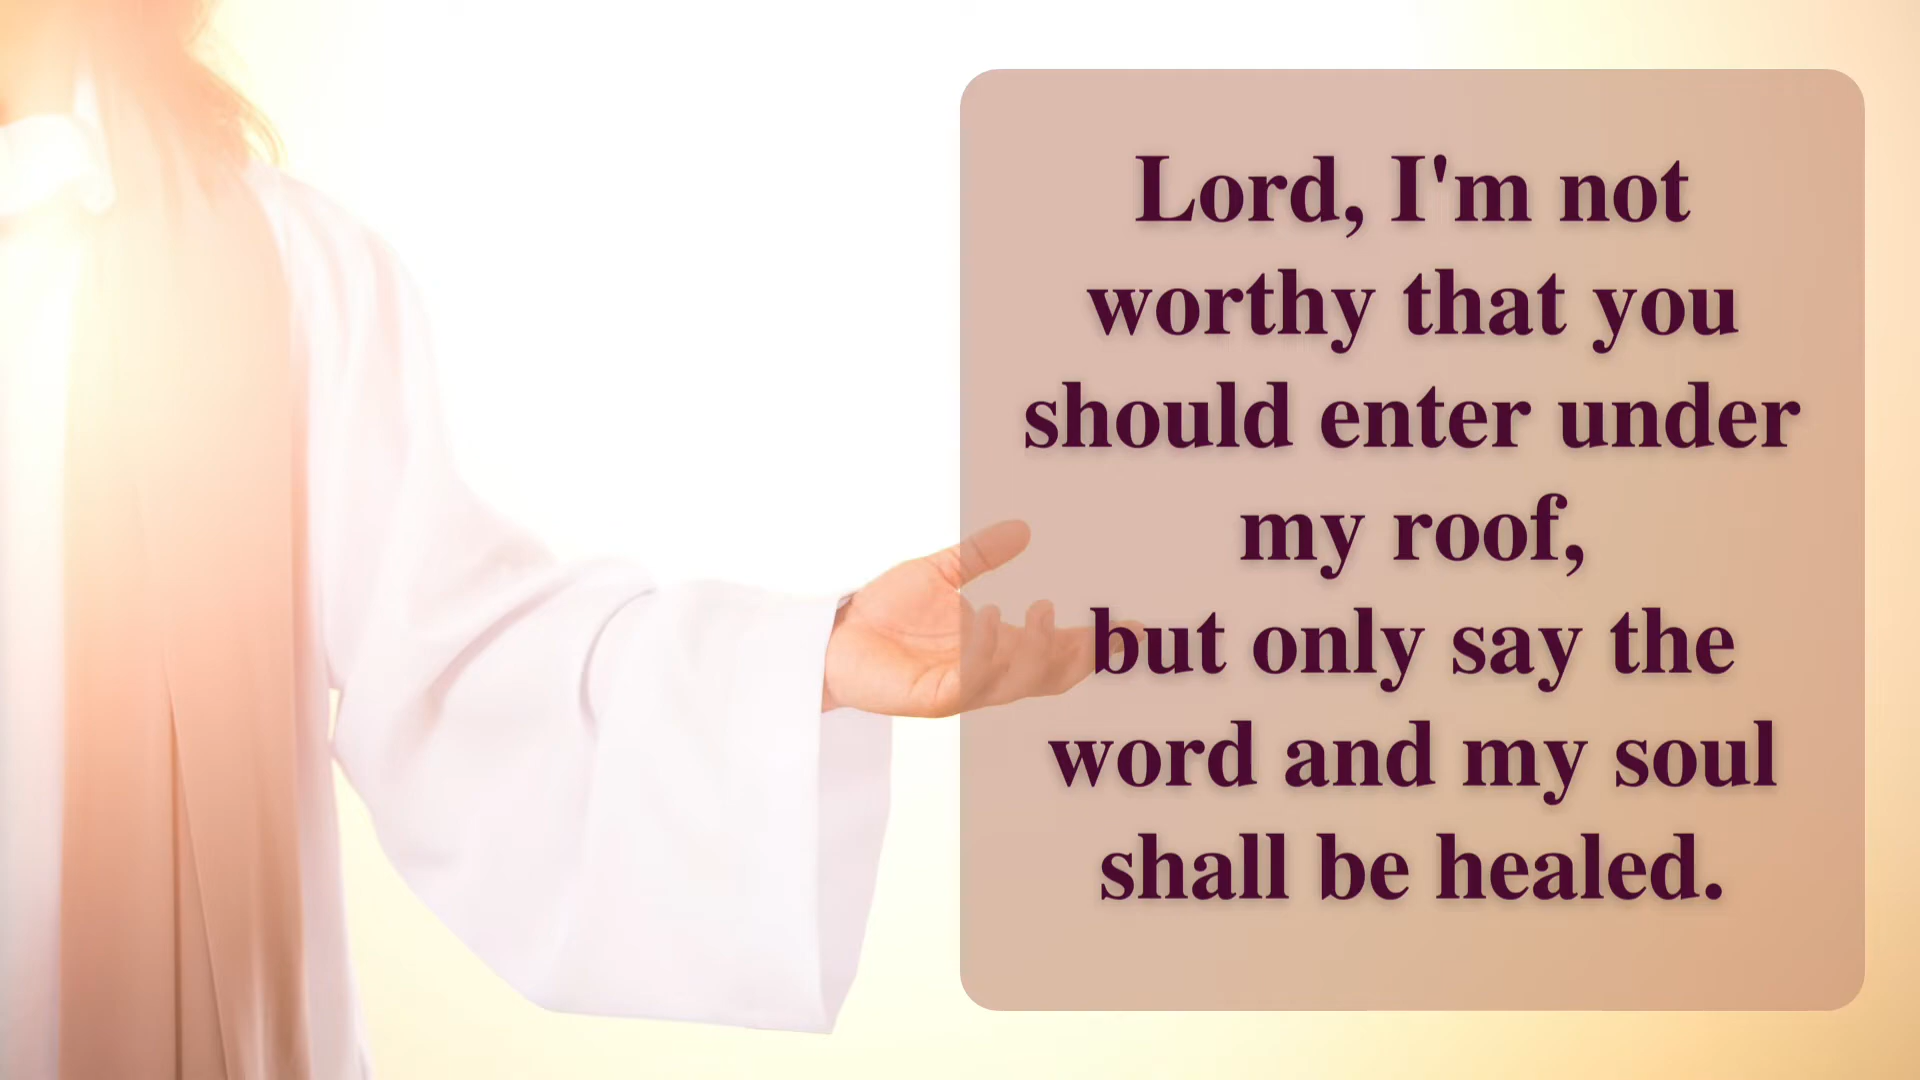 Lord, I'm not
worthy that you
should enter under
my roof,
but only say the
word and my soul
shall be healed.